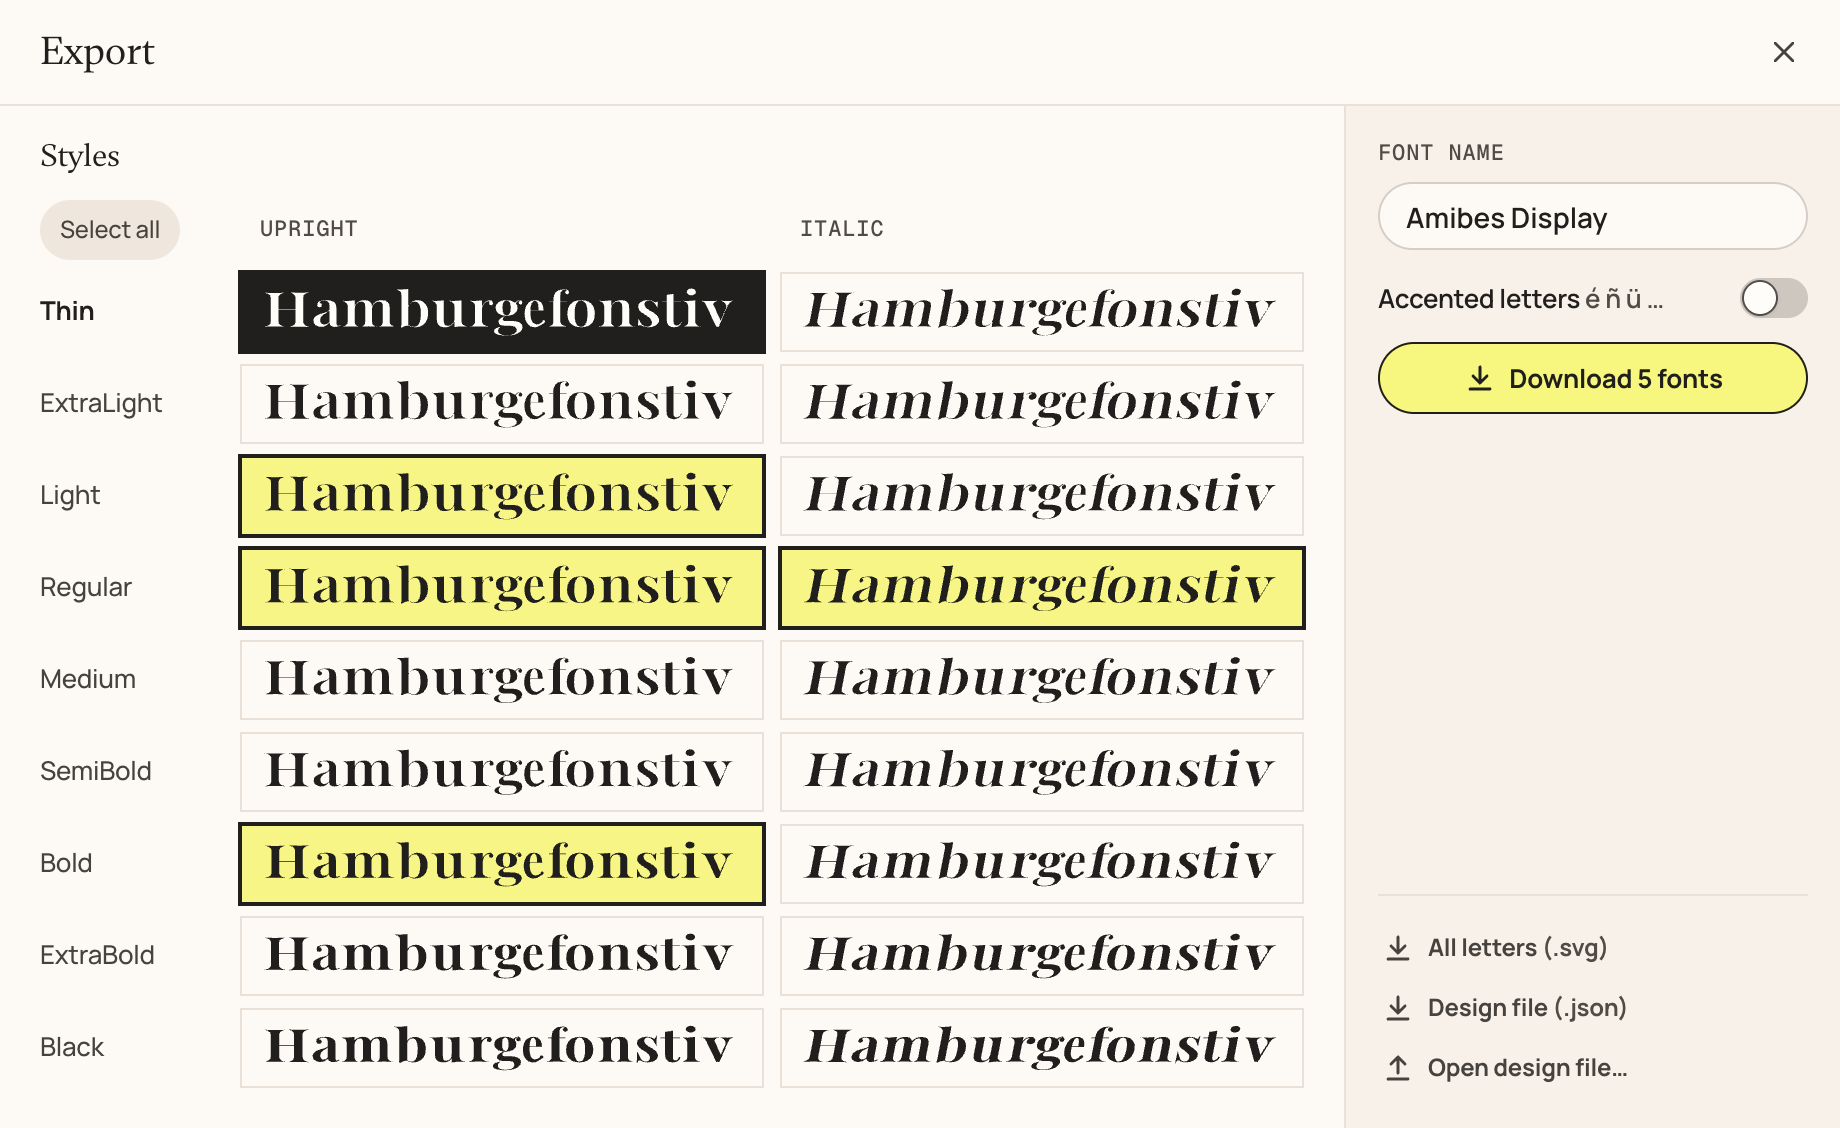 Export
Styles
Select all
UPRIGHT
ITALIC
Thin
Hamburgefonstiv
Hamburgefonstiv
ExtraLight
Hamburgefonstiv
Hamburgefonstiv
Light
Hamburgefonstiv
Hamburgefonstiv
Regular
Hamburgefonstiv
Hamburgefonstiv
Medium
Hamburgefonstiv
Hamburgefonstiv
SemiBold
Hamburgefonstiv
Hamburgefonstiv
Bold
Hamburgefonstiv
Hamburgefonstiv
ExtraBold
Hamburgefonstiv
Hamburgefonstiv
Black
Hamburgefonstiv
Hamburgefonstiv
FONT NAME
Amibes Display
Accented letters é ñ ü ...
Download 5 fonts
All letters (.svg)
Design file (.json)
Open design file...